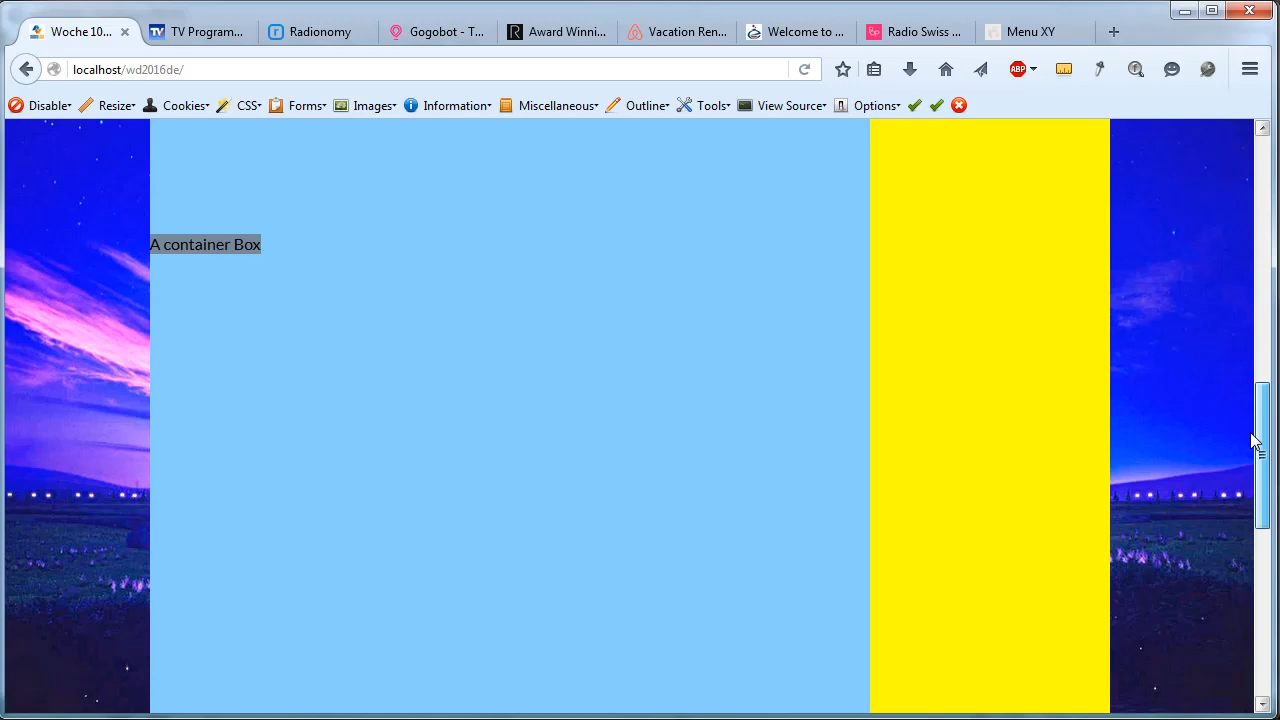 Woche 10...
TV Program...
Radionomy
Gogobot - T...
Award Winni...
Vacation Ren...
Welcome to ...
Radio Swiss ...
Menu XY
localhost/wd2016de/
ABP
Disable
Resize
Cookies
CSS
Forms
Images
Information
Miscellaneous
Outline
Tools
View Source
Options
A container Box